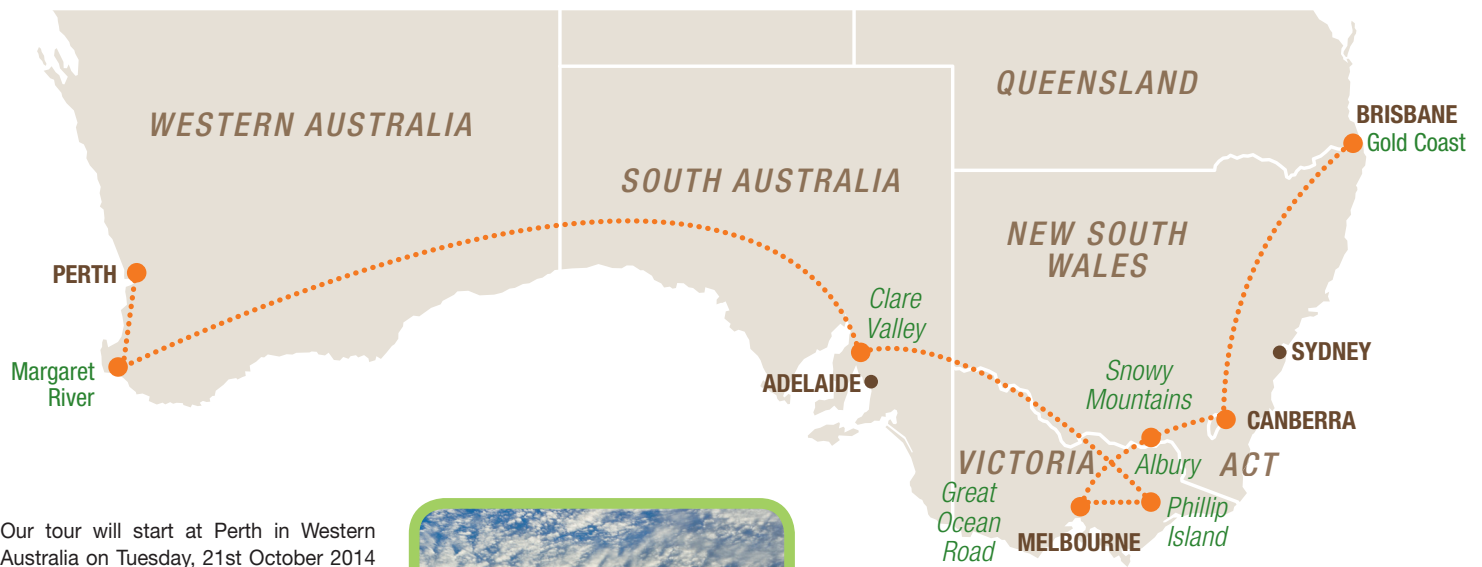 QUEENSLAND
BRISBANE
Gold Coast
WESTERN AUSTRALIA
SOUTH AUSTRALIA
NEW SOUTH
WALES
PERTH
Clare
Valley
Margaret
River
ADELAIDE
SYDNEY
Snowy
Mountains
CANBERRA
VICTORIA
Albury
ACT
Great
Ocean
Road
MELBOURNE
Phillip
Island
Our tour will start at Perth in Western
Australia on Tuesday, 21st October 2014